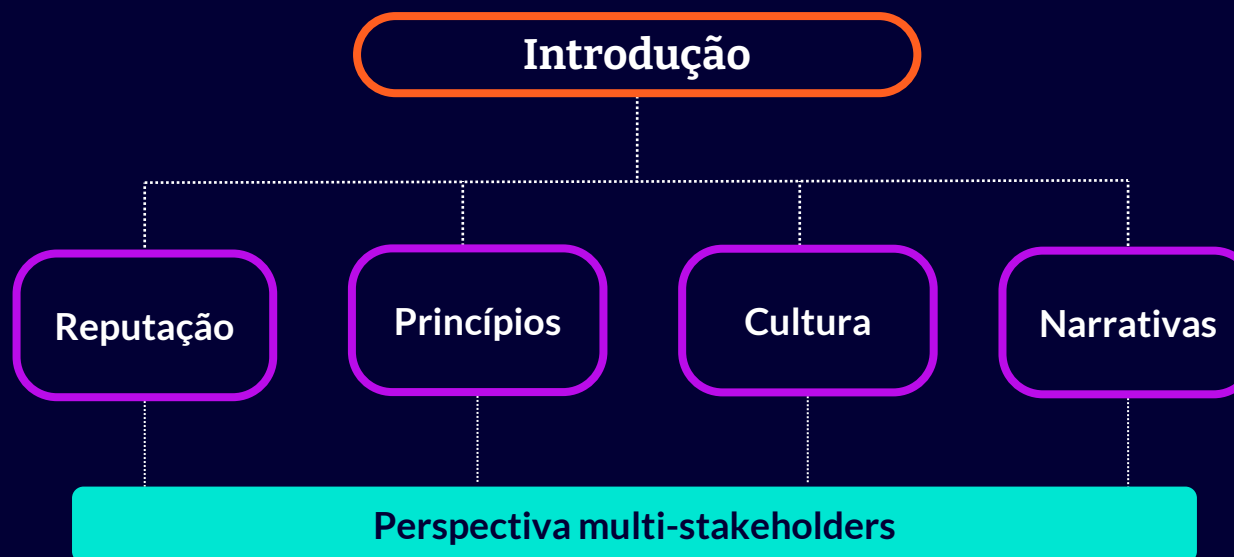 Introdução
Reputação
Princípios
Cultura
Narrativas
Perspectiva multi-stakeholders